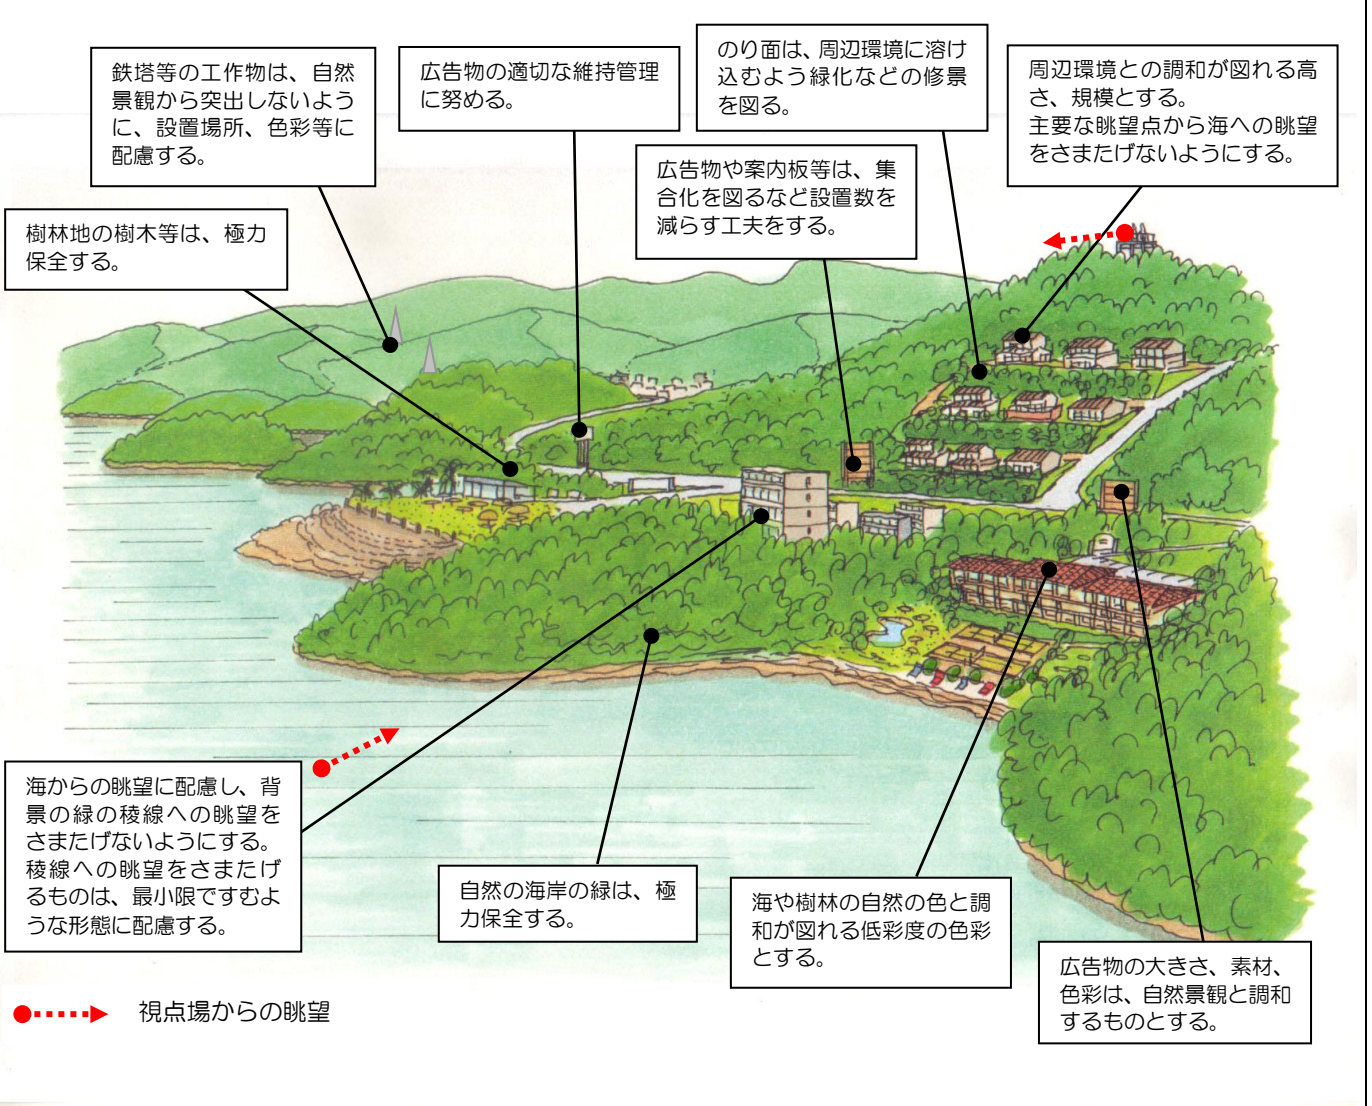 鉄塔等の工作物は、自然
景観から突出しないよう
に、設置場所、色彩等に
配慮する。
広告物の適切な維持管理
に努める。
のり面は、周辺環境に溶け
込むよう緑化などの修景
を図る。
周辺環境との調和が図れる高
さ、規模とする。
主要な眺望点から海への眺望
をさまたげないようにする。
広告物や案内板等は、集
合化を図るなど設置数を
減らす工夫をする。
樹林地の樹木等は、極力
保全する。
海からの眺望に配慮し、背
景の緑の稜線への眺望を
さまたげないようにする。
稜線への眺望をさまたげ
るものは、最小限ですむよ
うな形態に配慮する。
自然の海岸の緑は、極
力保全する。
海や樹林の自然の色と調
和が図れる低彩度の色彩
とする。
広告物の大きさ、素材、
色彩は、自然景観と調和
するものとする。
視点場からの眺望